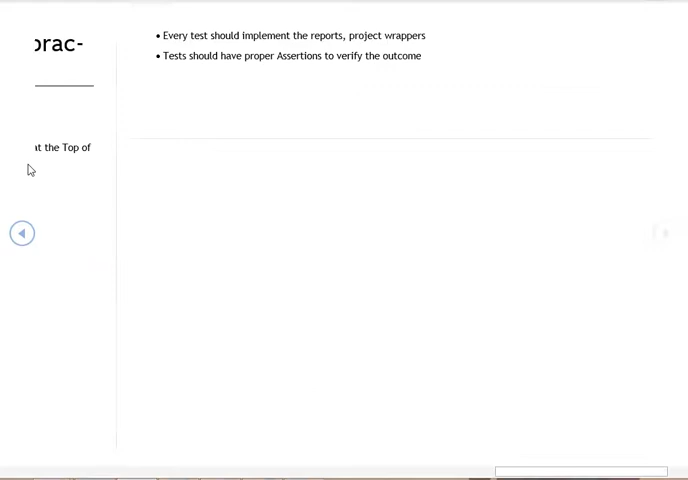 prac-
at the Top of
• Every test should implement the reports, project wrappers
• Tests should have proper Assertions to verify the outcome